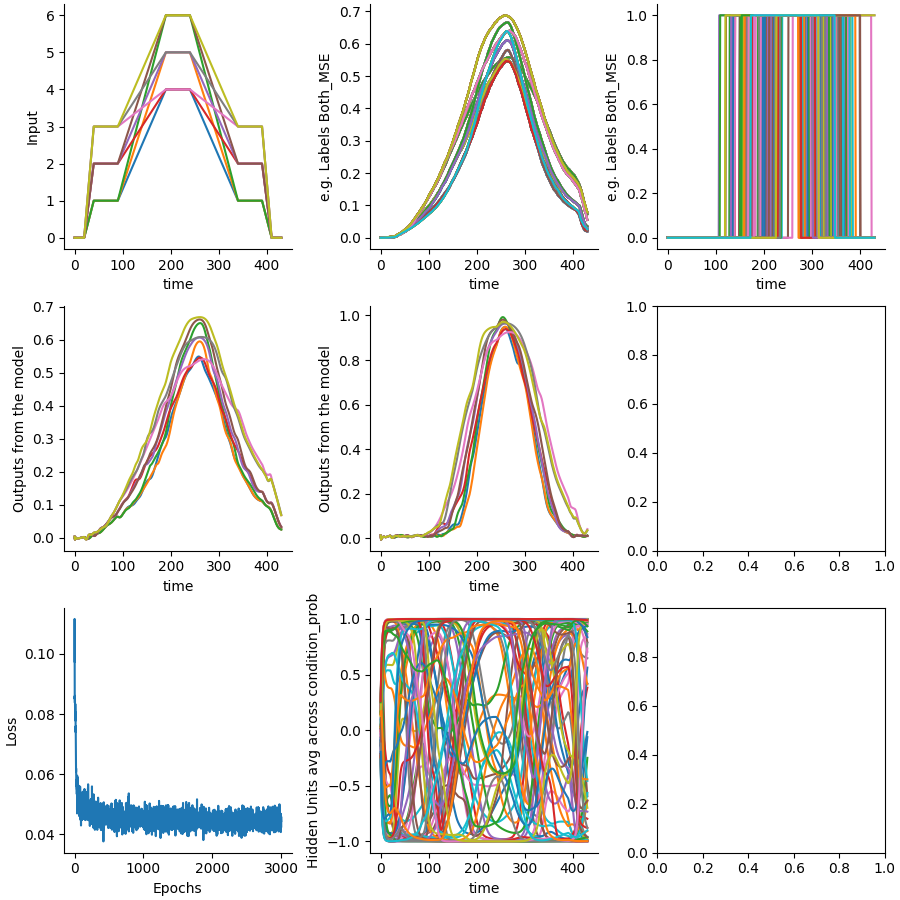 6
5
4
3
2
1
0
Input
0 100 200 300 400
time
0.7
0.6
0.5
0.4
0.3
0.2
0.1
0.0
e.g. Labels Both_MSE
0 100 200 300 400
time
1.0
0.8
0.6
0.4
0.2
0.0
e.g. Labels Both_MSE
0 100 200 300 400
time
0.7
0.6
0.5
0.4
0.3
0.2
0.1
0.0
Outputs from the model
0 100 200 300 400
time
1.0
0.8
0.6
0.4
0.2
0.0
Outputs from the model
0 100 200 300 400
time
1.0
0.8
0.6
0.4
0.2
0.0
0.0 0.2 0.4 0.6 0.8 1.0
0.10
0.08
0.06
0.04
Loss
0 1000 2000 3000
Epochs
1.0
0.5
0.0
−0.5
−1.0
Hidden Units avg across condition_prob
0 100 200 300 400
time
1.0
0.8
0.6
0.4
0.2
0.0
0.0 0.2 0.4 0.6 0.8 1.0